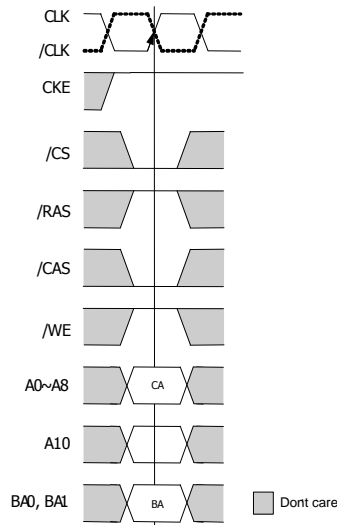 CLK
/CLK
CKE
/CS
/RAS
/CAS
/WE
A0~A8
CA
A10
BA0, BA1
BA
Dont care